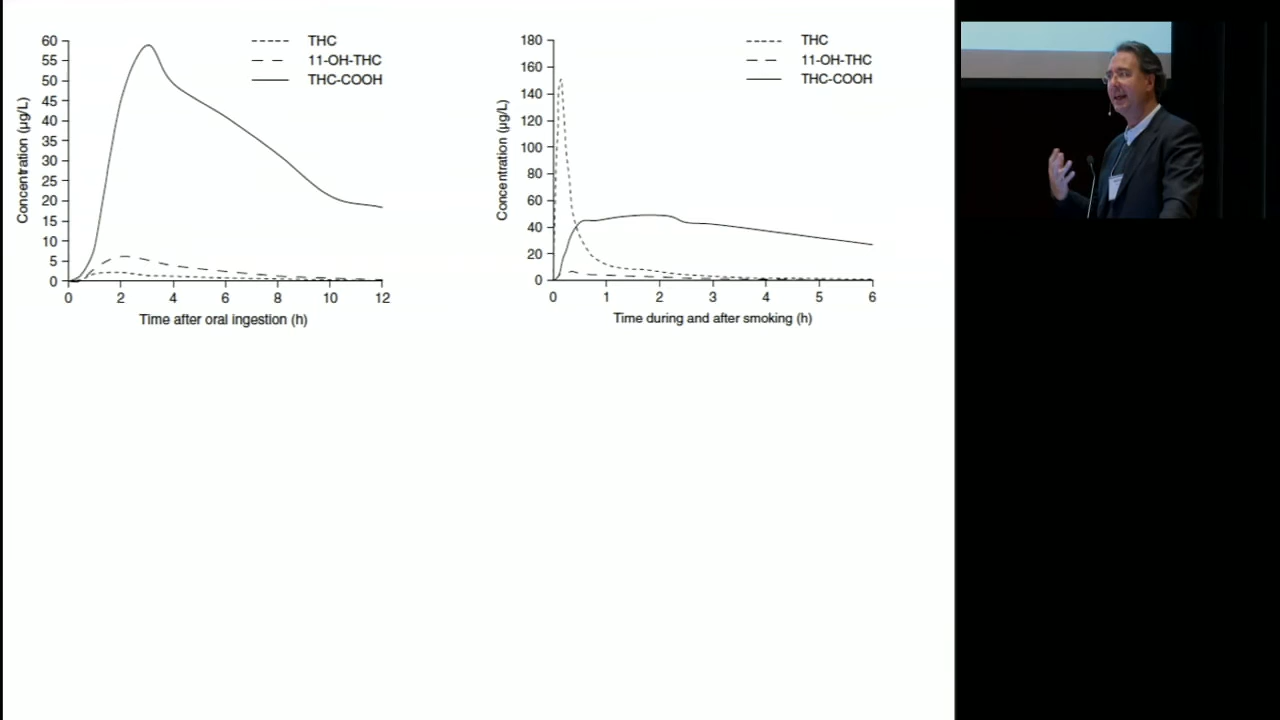 THC
11-OH-THC
THC-COOH
Concentration (µg/L)
60
55
50
45
40
35
30
25
20
15
10
5
0
0 2 4 6 8 10 12
Time after oral ingestion (h)
THC
11-OH-THC
THC-COOH
Concentration (µg/L)
180
160
140
120
100
80
60
40
20
0
0 1 2 3 4 5 6
Time during and after smoking (h)